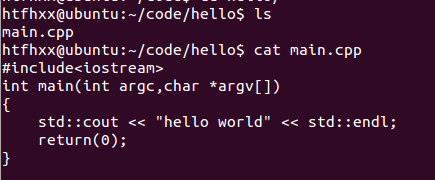 htfhxx@ubuntu:~/code/hello$ ls
main.cpp
htfhxx@ubuntu:~/code/hello$ cat main.cpp
#include<iostream>
int main(int argc,char *argv[])
{
    std::cout << "hello world" << std::endl;
    return(0);
}